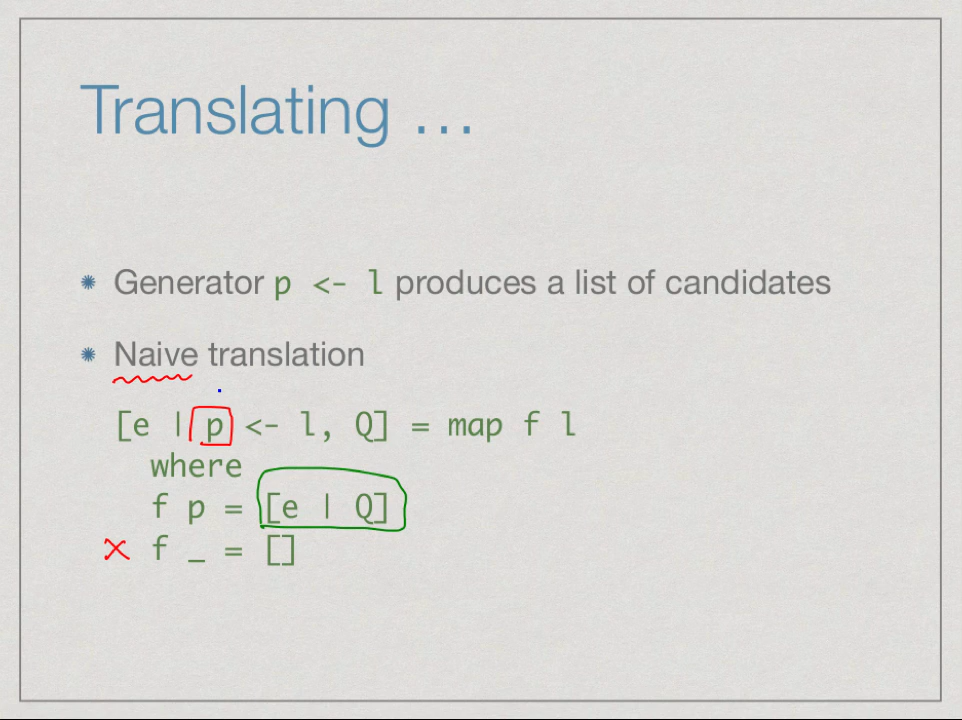 Translating …
Generator p <- l produces a list of candidates
Naive translation
[e | p <- l, Q] = map f l
where
f p = [e | Q]
f _ = []